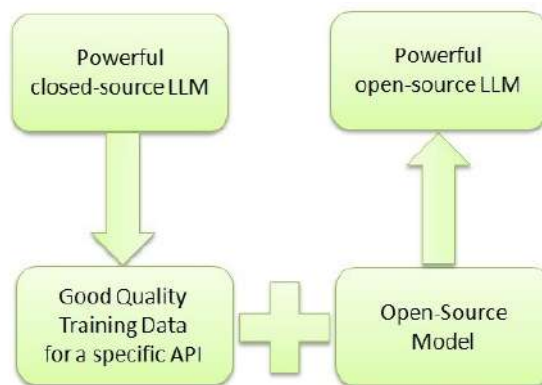 Powerful
closed-source LLM
Powerful
open-source LLM
Good Quality
Training Data
for a specific API
Open-Source
Model